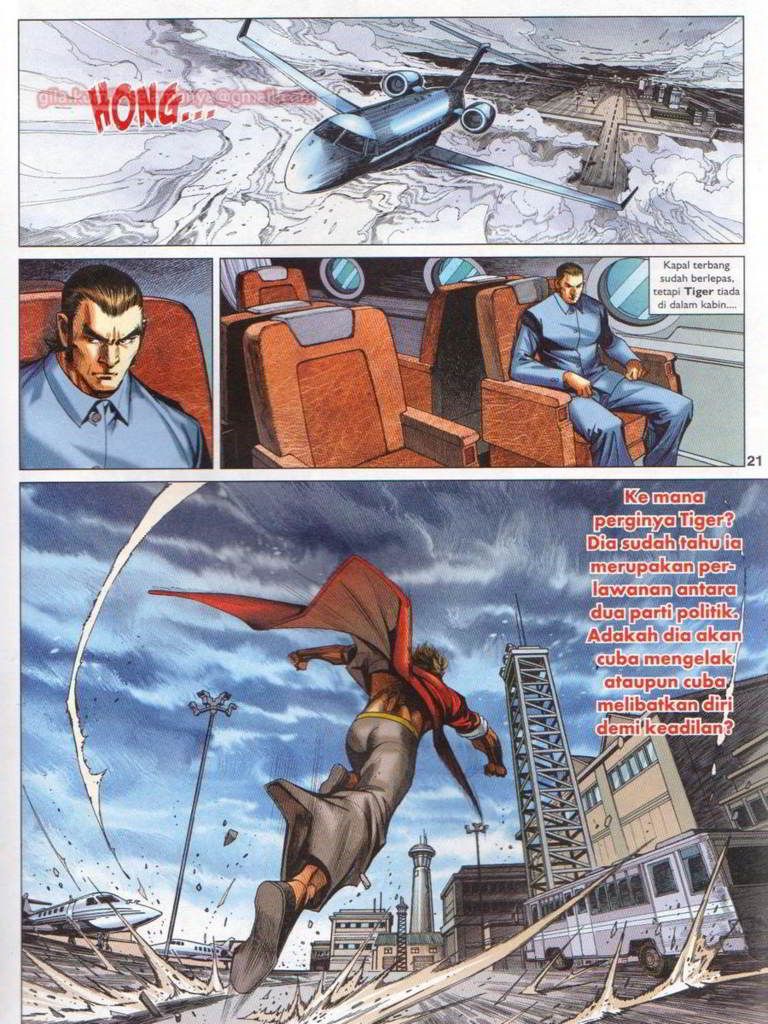 HONG...
Kapal terbang
sudah berlepas,
tetapi Tiger tiada
di dalam kabin....
21
Ke mana
perginya Tiger?
Dia sudah tahu ia
merupakan per-
lawanan antara
dua parti politik.
Adakah dia akan
cuba mengelak
ataupun cuba
melibatkan diri
demi keadilan?